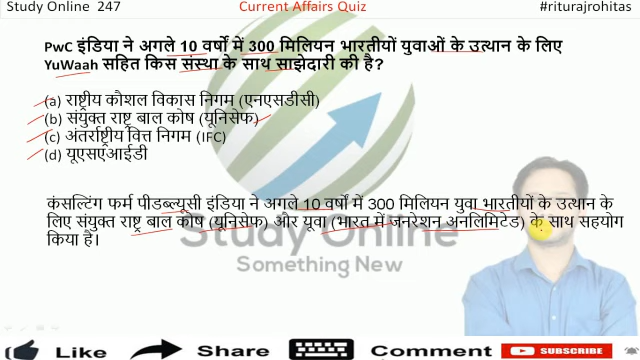 Study Online 247
Current Affairs Quiz
#riturajrohitas
PwC इंडिया ने अगले 10 वर्षों में 300 मिलियन भारतीयों युवाओं के उत्थान के लिए
YuWaah सहित किस संस्था के साथ साझेदारी की है?
(a) राष्ट्रीय कौशल विकास निगम (एनएसडीसी)
(b) संयुक्त राष्ट्र बाल कोष (यूनिसेफ)
(c) अंतर्राष्ट्रीय वित्त निगम (IFC)
(d) यूएसएआईडी
कंसल्टिंग फर्म पीडब्ल्यूसी इंडिया ने अगले 10 वर्षों में 300 मिलियन युवा भारतीयों के उत्थान के
लिए संयुक्त राष्ट्र बाल कोष (यूनिसेफ) और यूवा (भारत में जनरेशन अनलिमिटेड) के साथ सहयोग
किया है।
Study Online
Something New
Like
Share
Comment
SUBSCRIBE